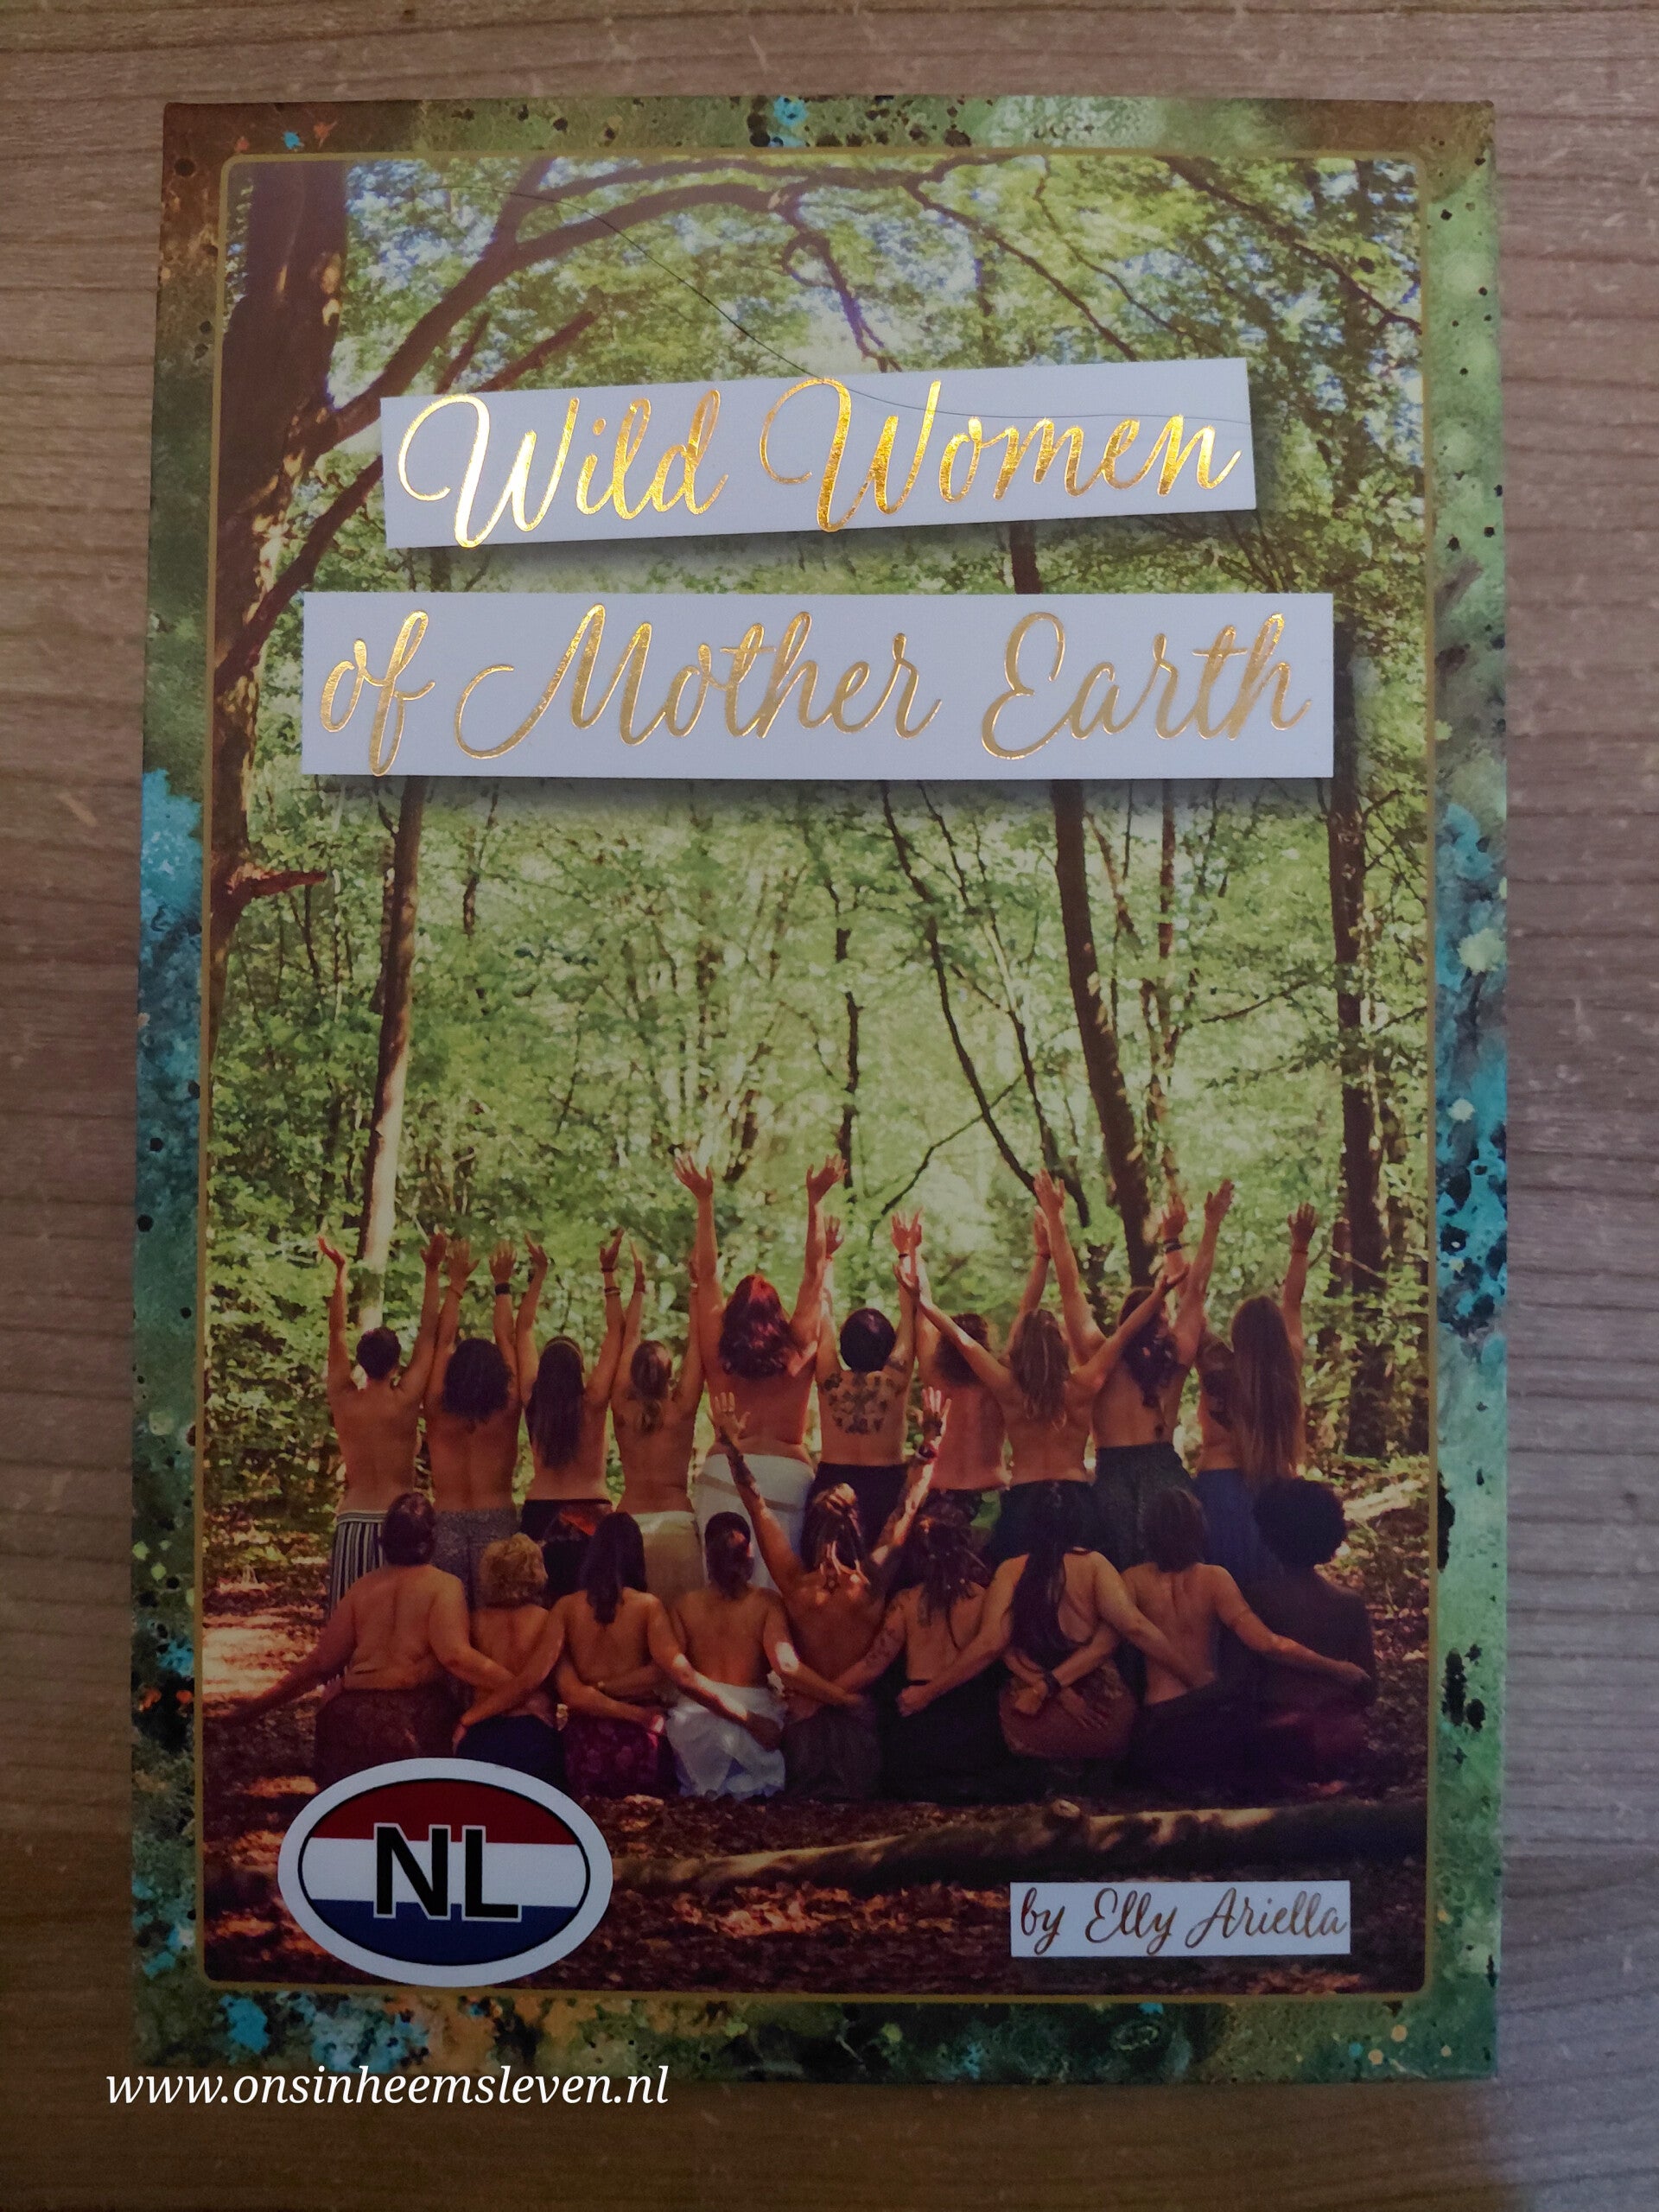 Wild Women
of Mother Earth
NL
by Elly Ariella
www.onsinheemsleven.nl